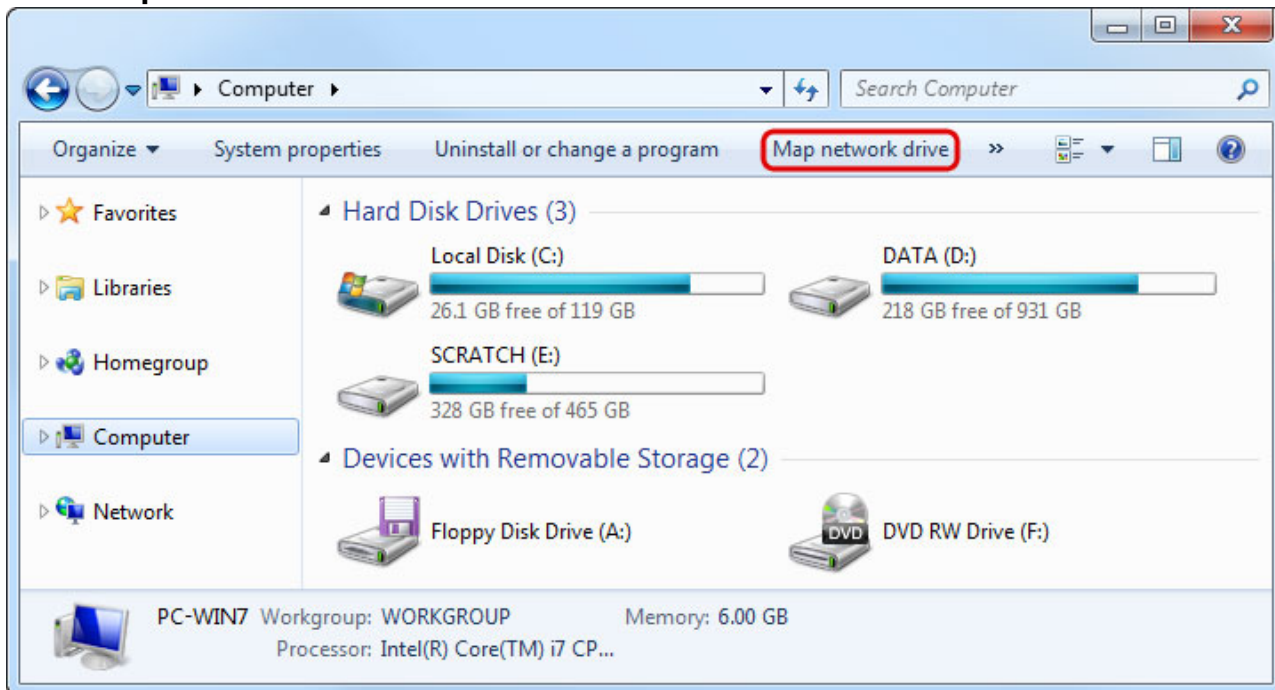 Computer
Search Computer
Organize System properties Uninstall or change a program Map network drive »
Favorites
Libraries
Homegroup
Computer
Network
Hard Disk Drives (3)
Local Disk (C:)
26.1 GB free of 119 GB
DATA (D:)
218 GB free of 931 GB
SCRATCH (E:)
328 GB free of 465 GB
Devices with Removable Storage (2)
Floppy Disk Drive (A:)
DVD
DVD RW Drive (F:)
PC-WIN7 Workgroup: WORKGROUP Memory: 6.00 GB
Processor: Intel(R) Core(TM) i7 CP...